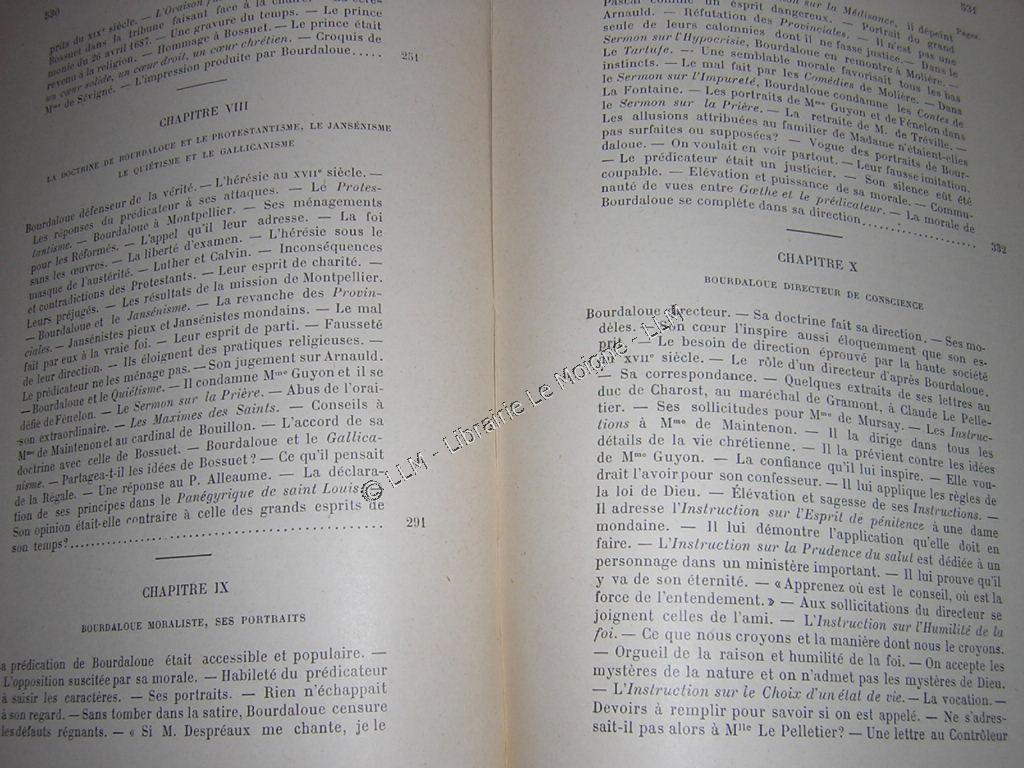 330
prits du XIXe siècle. — L'Oraison
Bossuet dans la tribune faisant face à la
monie du 26 avril 1687. — Une gravure du temps. — Le prince
revenu à la religion. — Hommage à Bossuet. — Le prince était
un cœur solide, un cœur droit, un cœur chrétien. — Croquis de
Mme de Sévigné. — L'impression produite par Bourdaloue..... 251
CHAPITRE VIII
LA DOCTRINE DE BOURDALOUE ET LE PROTESTANTISME, LE JANSÉNISME
LE QUIÉTISME ET LE GALLICANISME
Bourdaloue défenseur de la vérité. — L'hérésie au XVIIe siècle. —
Les réponses du prédicateur à ses attaques. — Le Protes-
tantisme. — Bourdaloue à Montpellier. — Ses ménagements
pour les Réformés. — L'appel qu'il leur adresse. — La foi
sans les œuvres. — La liberté d'examen. — L'hérésie sous le
masque de l'austérité. — Luther et Calvin. — Inconséquences
et contradictions des Protestants. — Leur esprit de charité. —
Leurs préjugés. — Les résultats de la mission de Montpellier.
— Bourdaloue et le Jansénisme. — La revanche des Provin-
ciales. — Jansénistes pieux et Jansénistes mondains. — Le mal
fait par eux à la vraie foi. — Leur esprit de parti. — Fausseté
de leur direction. — Ils éloignent des pratiques religieuses. —
Le prédicateur ne les ménage pas. — Son jugement sur Arnauld.
— Bourdaloue et le Quiétisme. — Il condamne Mme Guyon et il se
défie de Fénelon. — Le Sermon sur la Prière. — Abus de l'orai-
son extraordinaire. — Les Maximes des Saints. — Conseils à
Mme de Maintenon et au cardinal de Bouillon. — L'accord de sa
doctrine avec celle de Bossuet. — Bourdaloue et le Gallica-
nisme. — Partagea-t-il les idées de Bossuet? — Ce qu'il pensait
de la Régale. — Une réponse au P. Alleaume. — La déclara-
tion de ses principes dans le Panégyrique de saint Louis. —
Son opinion était-elle contraire à celle des grands esprits de
son temps?..................................................... 291
CHAPITRE IX
BOURDALOUE MORALISTE, SES PORTRAITS
a prédication de Bourdaloue était accessible et populaire. —
L'opposition suscitée par sa morale. — Habileté du prédicateur
à saisir les caractères. — Ses portraits. — Rien n'échappait
à son regard. — Sans tomber dans la satire, Bourdaloue censure
les défauts régnants. — « Si M. Despréaux me chante, je le
531
Pages.
Pascal comme un esprit dangereux. — sur la Médisance, il dépeint
Arnauld. — Réfutation des Provinciales. — Portrait du grand
seule de leurs calomnies dont il ne fasse justice. — Il n'est pas une
Sermon sur l'Hypocrisie, Bourdaloue en remontre à Molière. — Dans le
Le Tartufe. — Une semblable morale favorisait tous les bas
instincts. — Le mal fait par les Comédies de Molière. — Dans
le Sermon sur l'Impureté, Bourdaloue condamne les Contes de
La Fontaine. — Les portraits de Mme Guyon et de Fénelon dans
le Sermon sur la Prière. — La retraite de M. de Tréville. —
Les allusions attribuées au familier de Madame n'étaient-elles
pas surfaites ou supposées? — Vogue des portraits de Bour-
daloue. — On voulait en voir partout. — Leur fausse imitation.
— Le prédicateur était un justicier. — Son silence eût été
coupable. — Élévation et puissance de sa morale. — Commu-
nauté de vues entre Gœthe et le prédicateur. — La morale de
Bourdaloue se complète dans sa direction.................... 332
CHAPITRE X
BOURDALOUE DIRECTEUR DE CONSCIENCE
Bourdaloue directeur. — Sa doctrine fait sa direction. — Ses mo-
dèles. — Son cœur l'inspire aussi éloquemment que son es-
prit. — Le besoin de direction éprouvé par la haute société
au XVIIe siècle. — Le rôle d'un directeur d'après Bourdaloue.
— Sa correspondance. — Quelques extraits de ses lettres au
duc de Charost, au maréchal de Gramont, à Claude Le Pelle-
tier. — Ses sollicitudes pour Mme de Mursay. — Les Instruc-
tions à Mme de Maintenon. — Il la dirige dans tous les
détails de la vie chrétienne. — Il la prévient contre les idées
de Mme Guyon. — La confiance qu'il lui inspire. — Elle vou-
drait l'avoir pour son confesseur. — Il lui applique les règles de
la loi de Dieu. — Élévation et sagesse de ses Instructions. —
Il adresse l'Instruction sur l'Esprit de pénitence à une dame
mondaine. — Il lui démontre l'application qu'elle doit en
faire. — L'Instruction sur la Prudence du salut est dédiée à un
personnage dans un ministère important. — Il lui prouve qu'il
y va de son éternité. — « Apprenez où est le conseil, où est la
force de l'entendement. » — Aux sollicitations du directeur se
joignent celles de l'ami. — L'Instruction sur l'Humilité de la
foi. — Ce que nous croyons et la manière dont nous le croyons.
— Orgueil de la raison et humilité de la foi. — On accepte les
mystères de la nature et on n'admet pas les mystères de Dieu.
— L'Instruction sur le Choix d'un état de vie. — La vocation. —
Devoirs à remplir pour savoir si on est appelé. — Ne s'adres-
sait-il pas alors à Mlle Le Pelletier? — Une lettre au Contrôleur
© LLM - Librairie Le Moigne - LLM